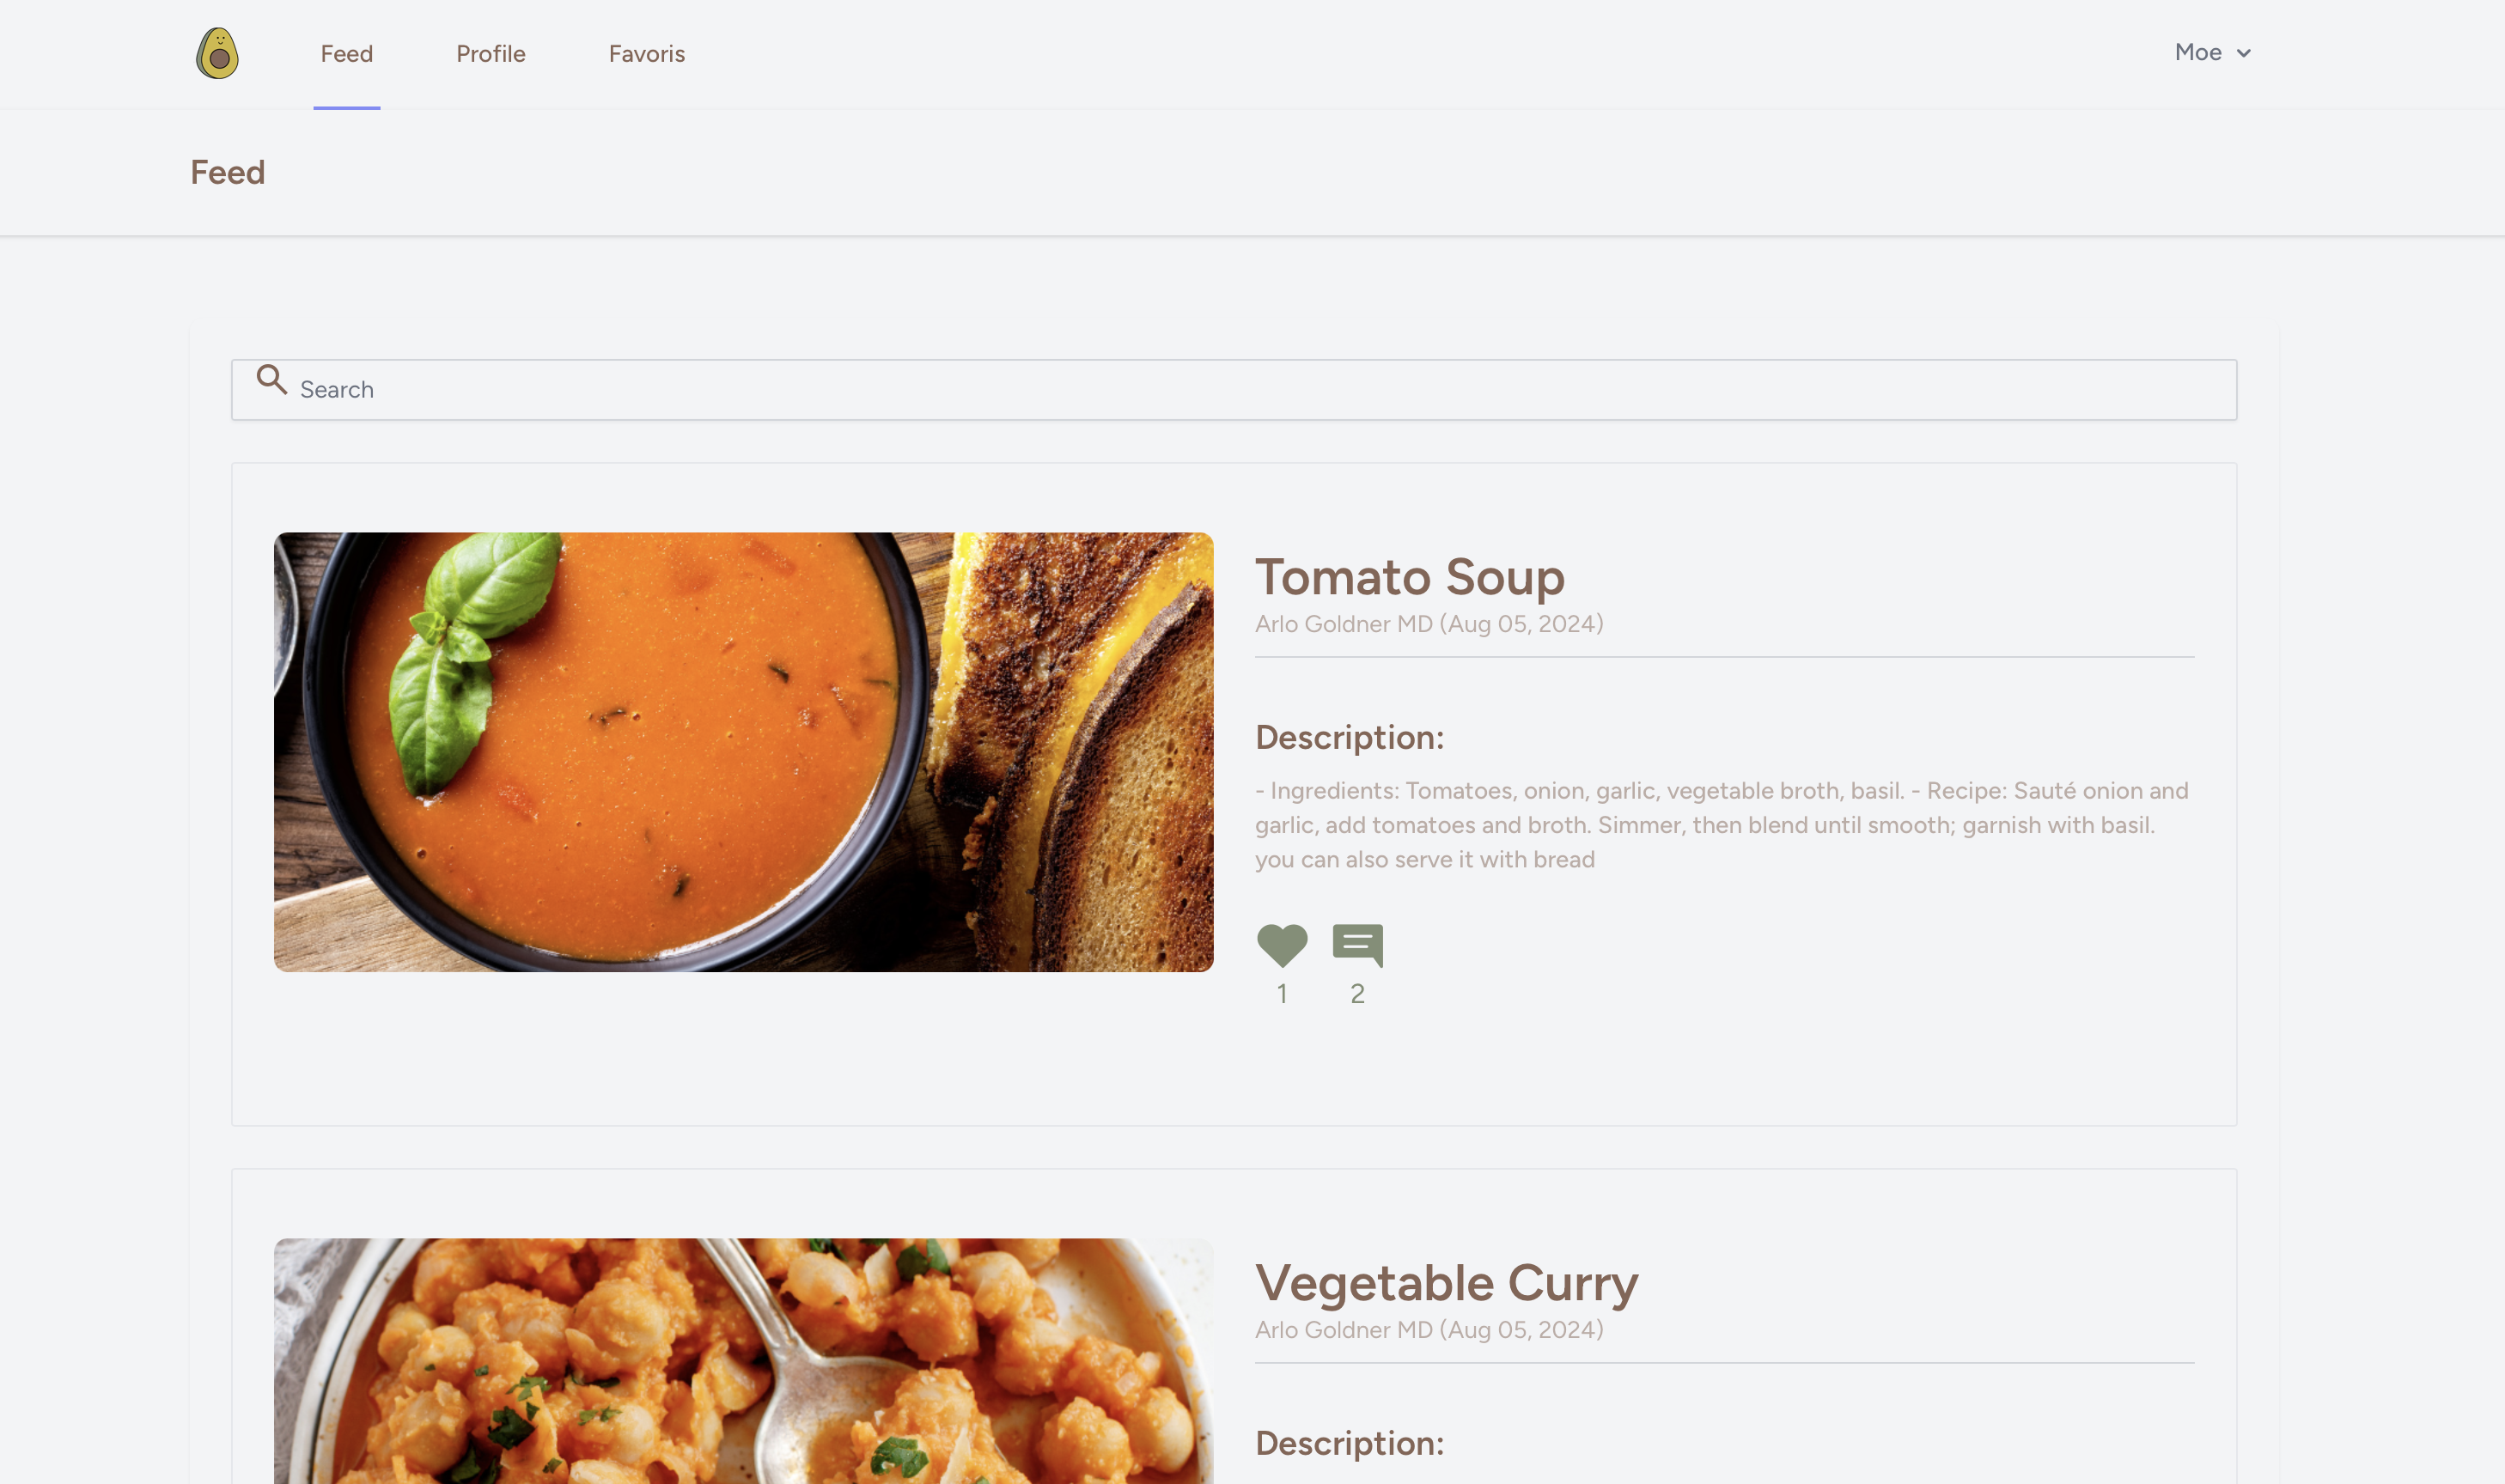 Feed
Profile
Favoris
Moe
Feed
Search
Tomato Soup
Arlo Goldner MD (Aug 05, 2024)
Description:
- Ingredients: Tomatoes, onion, garlic, vegetable broth, basil. - Recipe: Sauté onion and
garlic, add tomatoes and broth. Simmer, then blend until smooth; garnish with basil.
you can also serve it with bread
1
2
Vegetable Curry
Arlo Goldner MD (Aug 05, 2024)
Description: